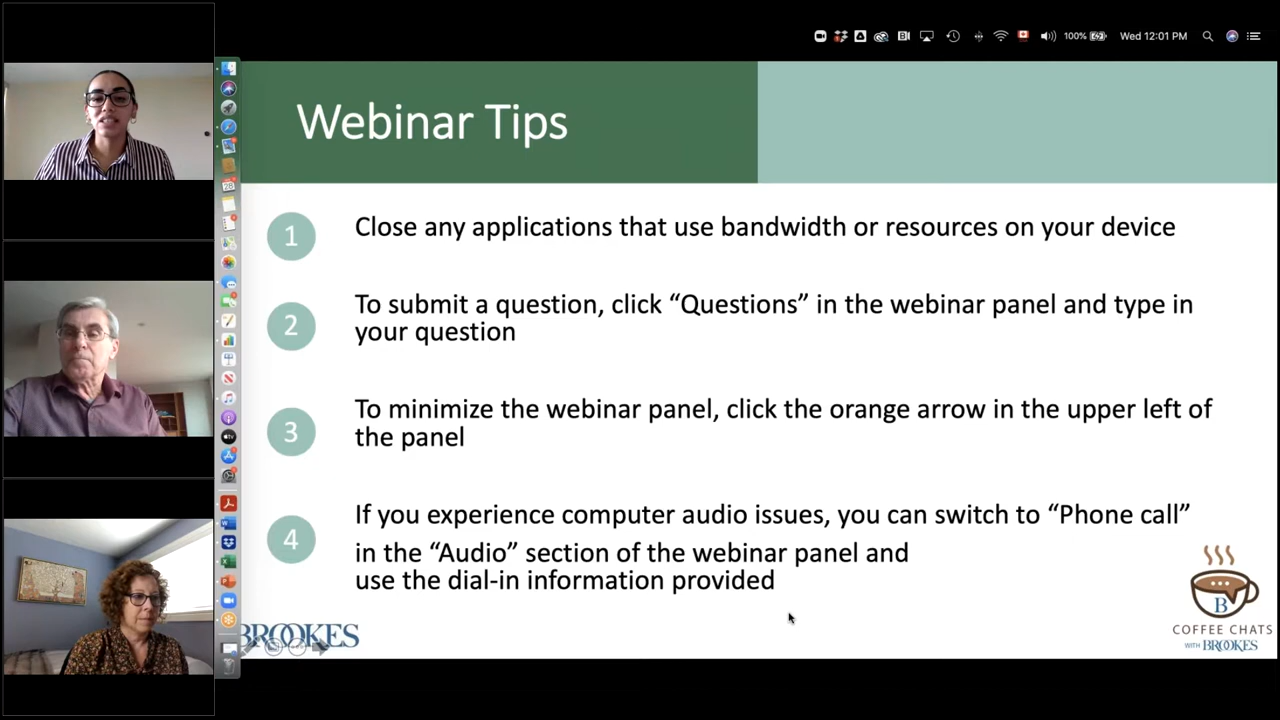 100%
Wed 12:01 PM
Webinar Tips
1
Close any applications that use bandwidth or resources on your device
2
To submit a question, click “Questions” in the webinar panel and type in
your question
3
To minimize the webinar panel, click the orange arrow in the upper left of
the panel
4
If you experience computer audio issues, you can switch to “Phone call”
in the “Audio” section of the webinar panel and
use the dial-in information provided
BROOKES
B
COFFEE CHATS
WITH BROOKES